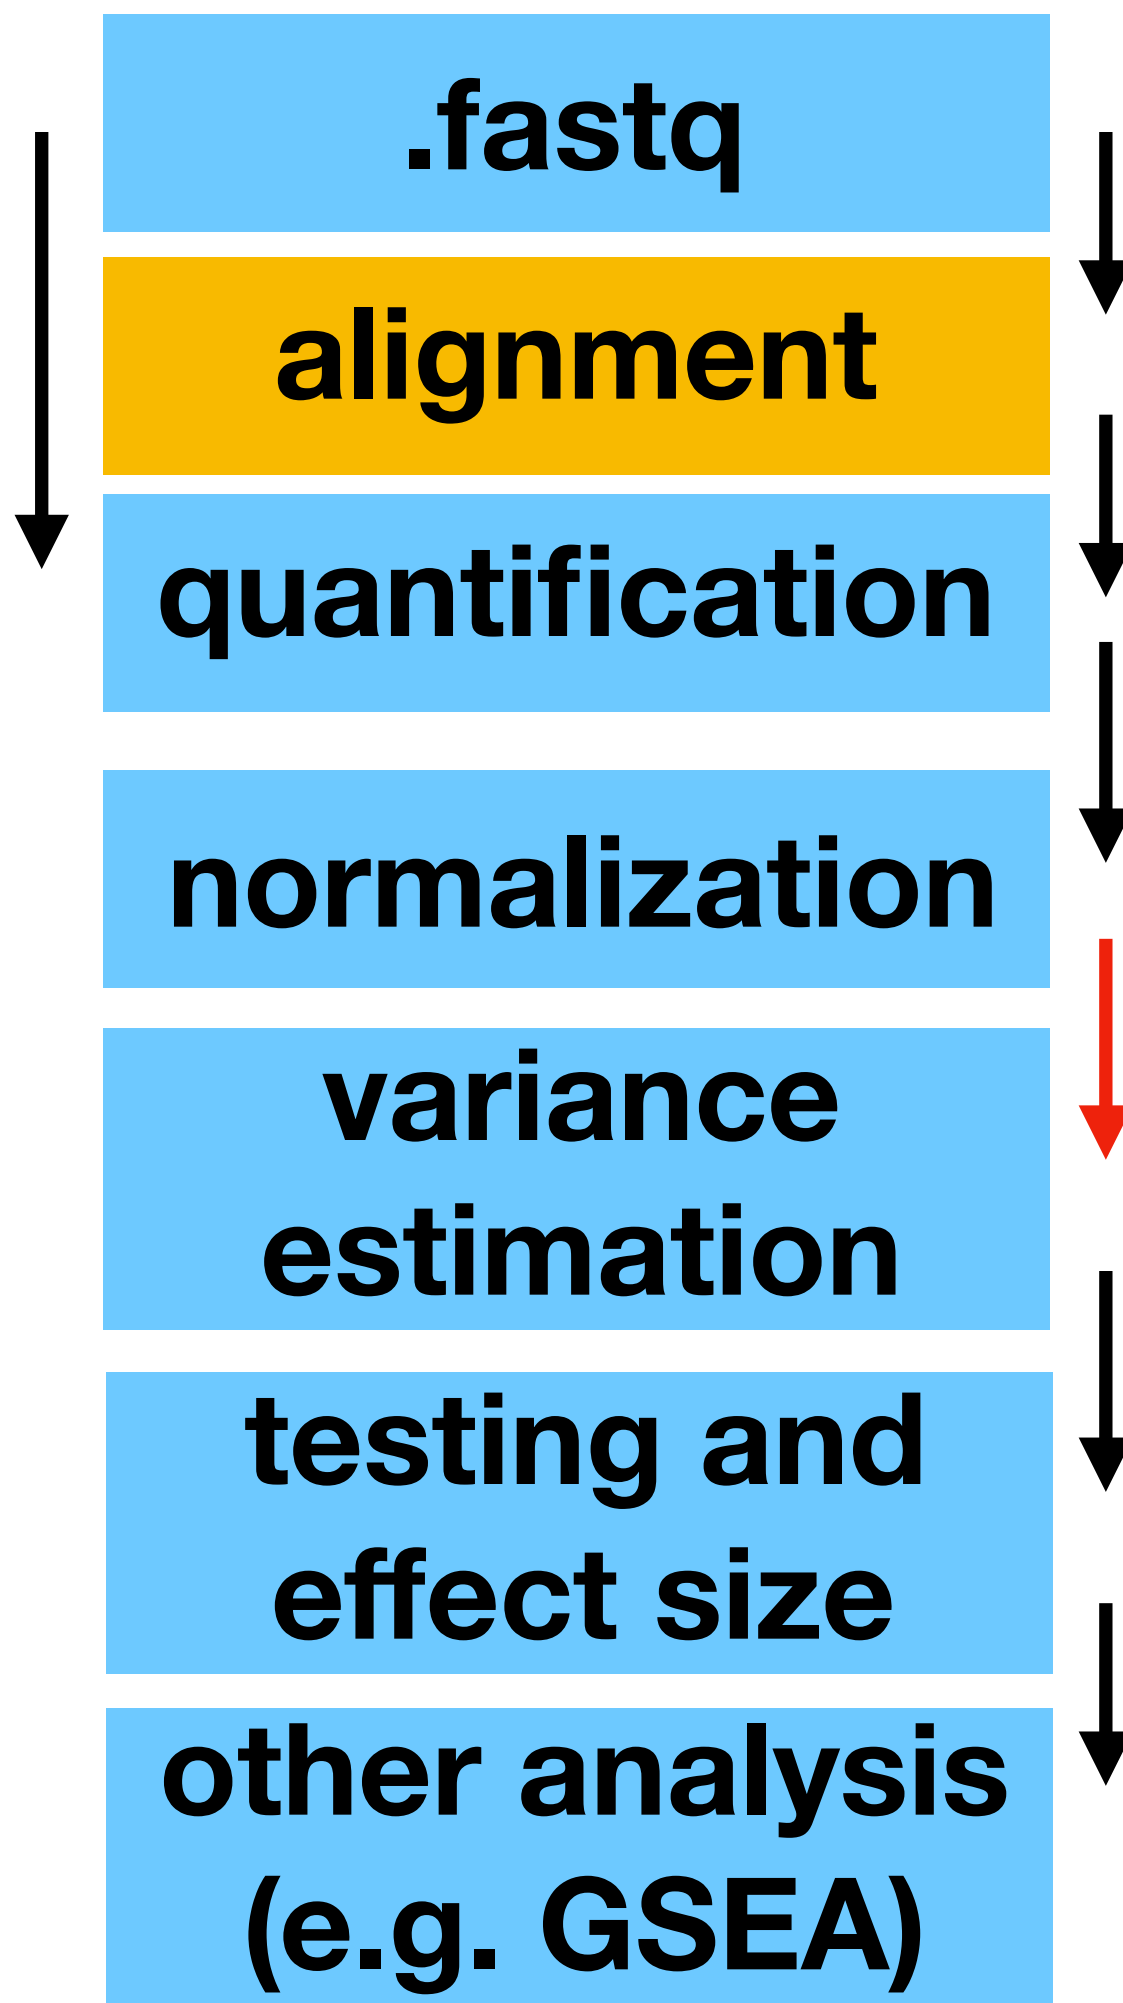 .fastq
alignment
quantification
normalization
variance
estimation
testing and
effect size
other analysis
(e.g. GSEA)